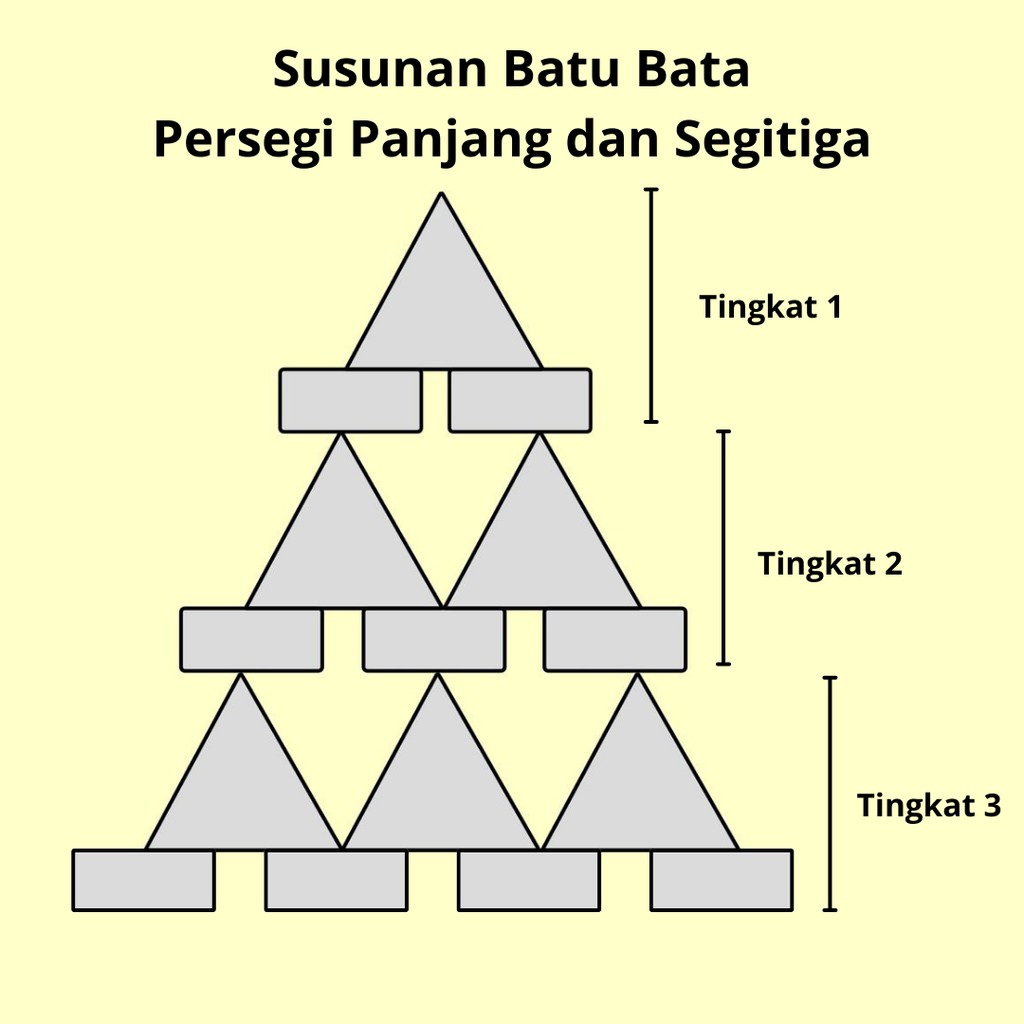 Susunan Batu Bata
Persegi Panjang dan Segitiga
Tingkat 1
Tingkat 2
Tingkat 3